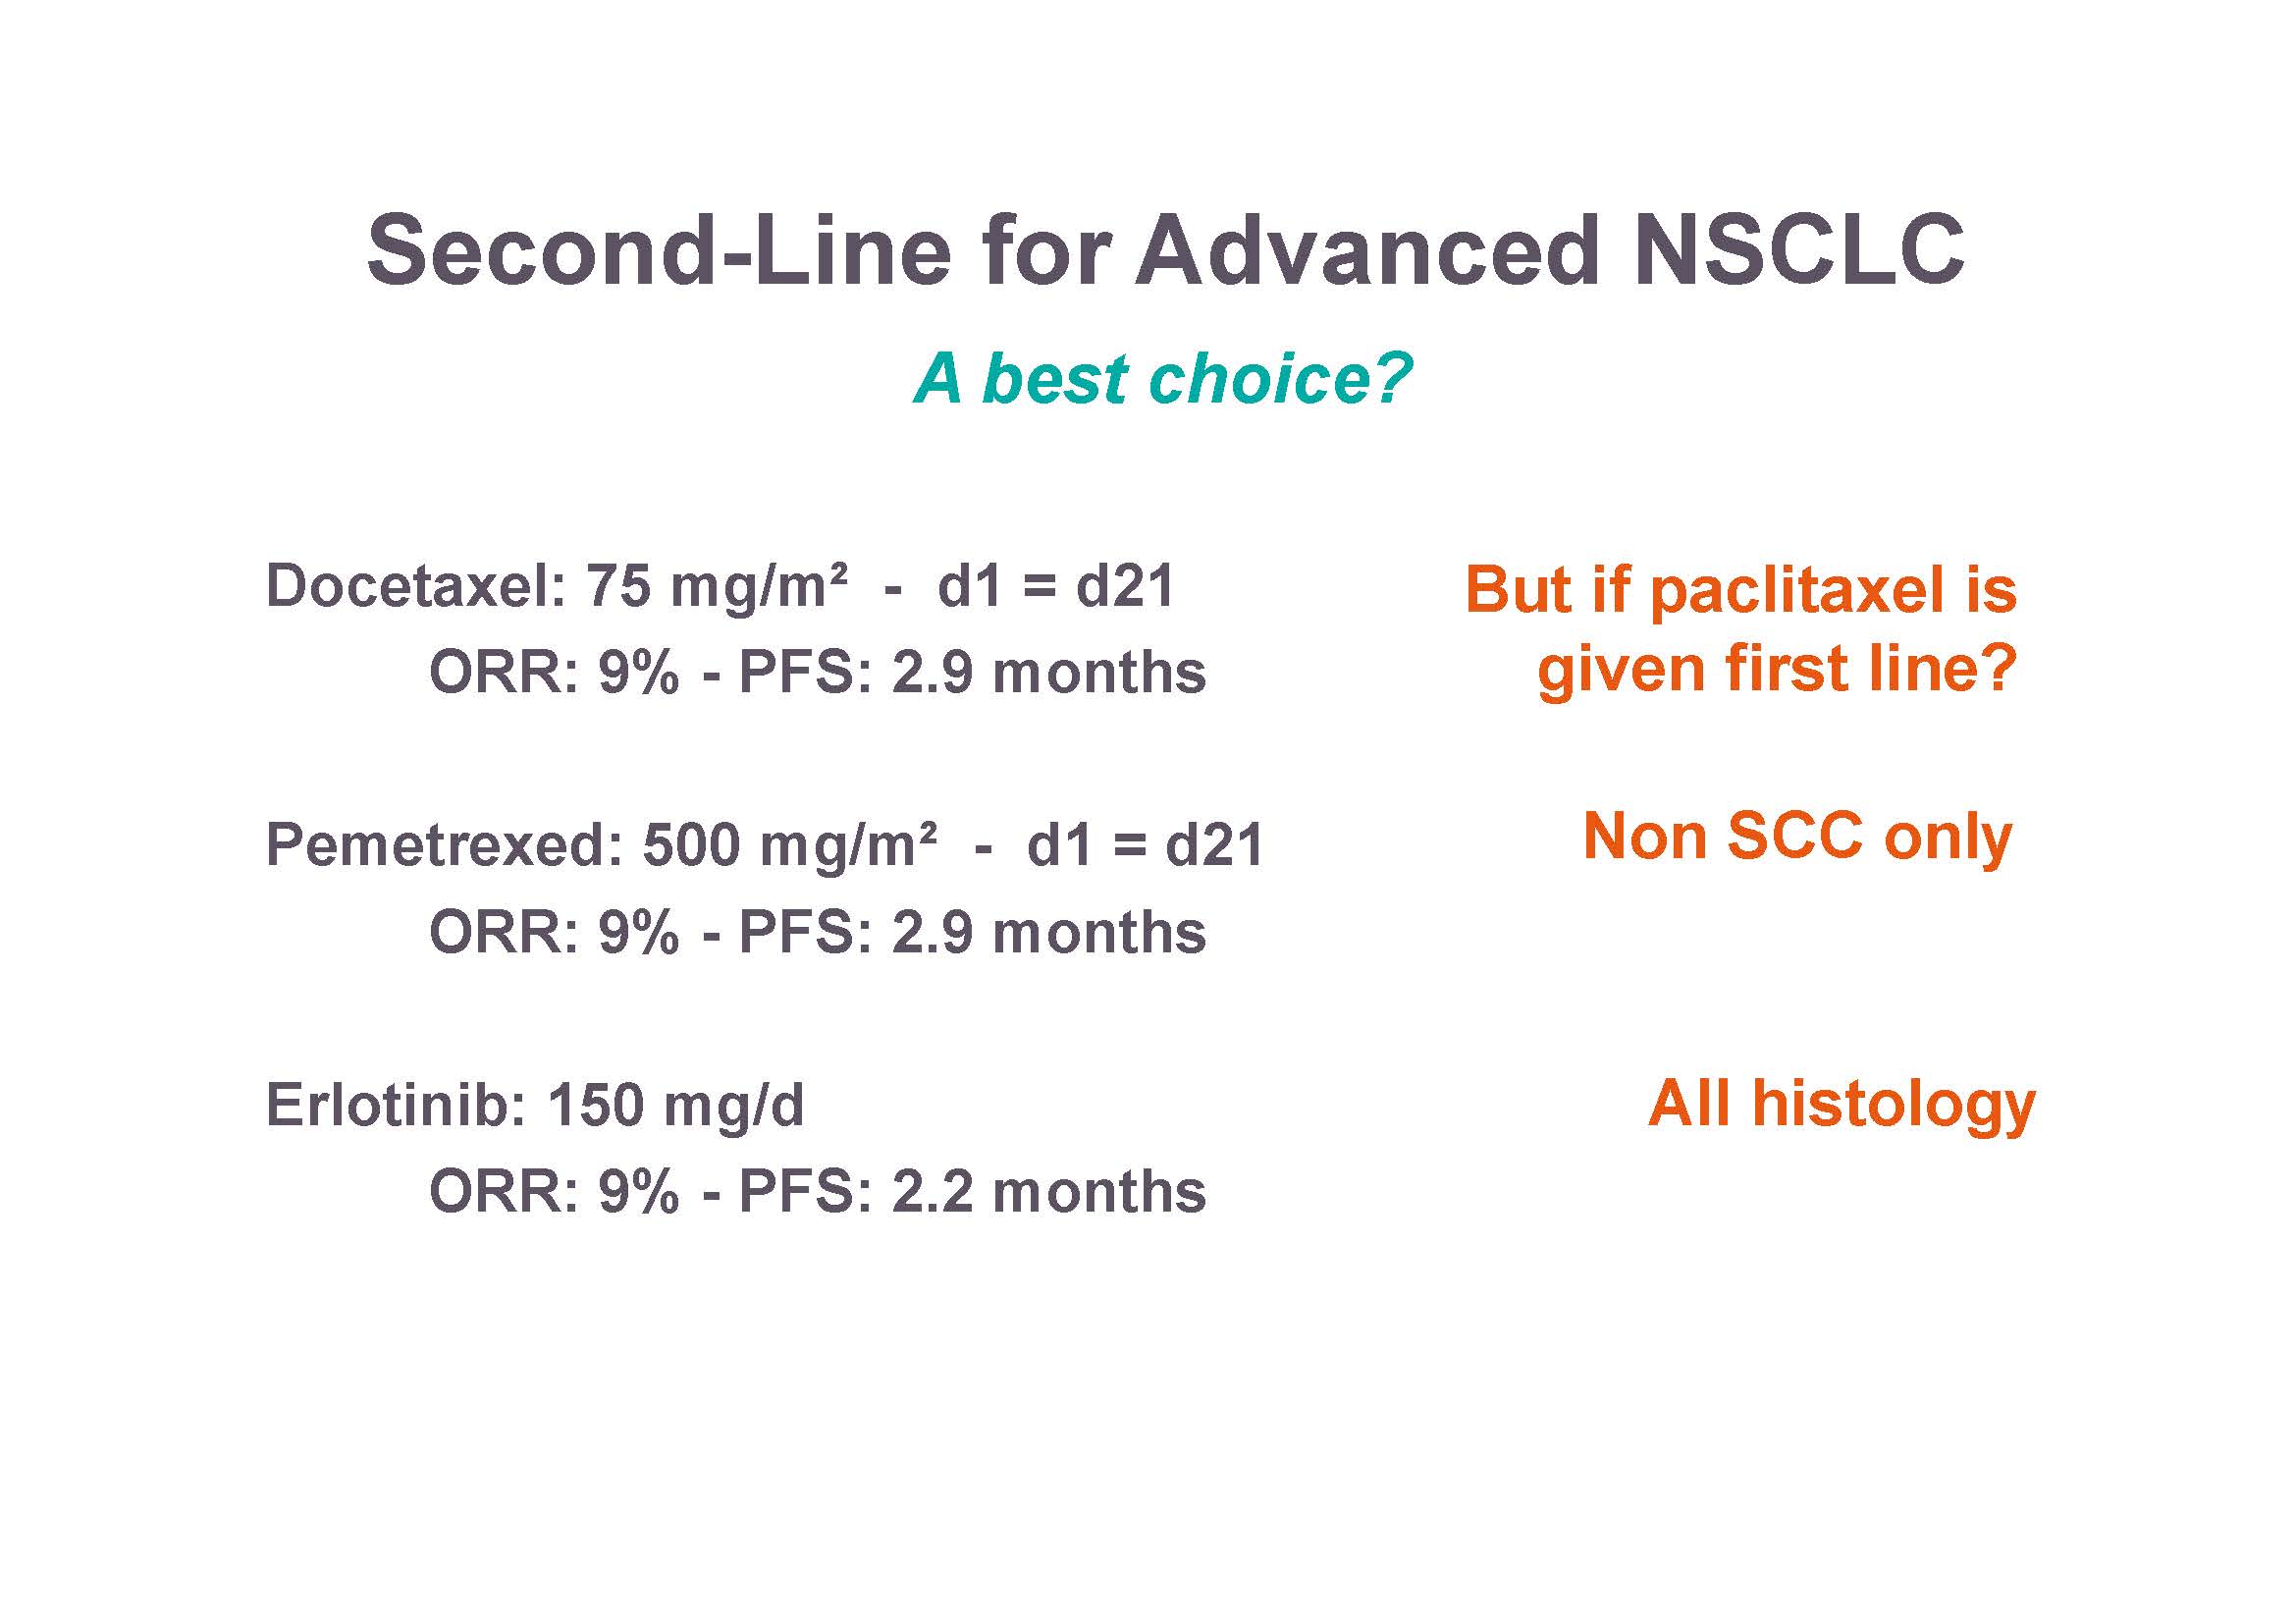 Second-Line for Advanced NSCLC
A best choice?
Docetaxel: 75 mg/m² - d1 = d21
ORR: 9% - PFS: 2.9 months
But if paclitaxel is
given first line?
Pemetrexed: 500 mg/m² - d1 = d21
ORR: 9% - PFS: 2.9 months
Non SCC only
Erlotinib: 150 mg/d
ORR: 9% - PFS: 2.2 months
All histology